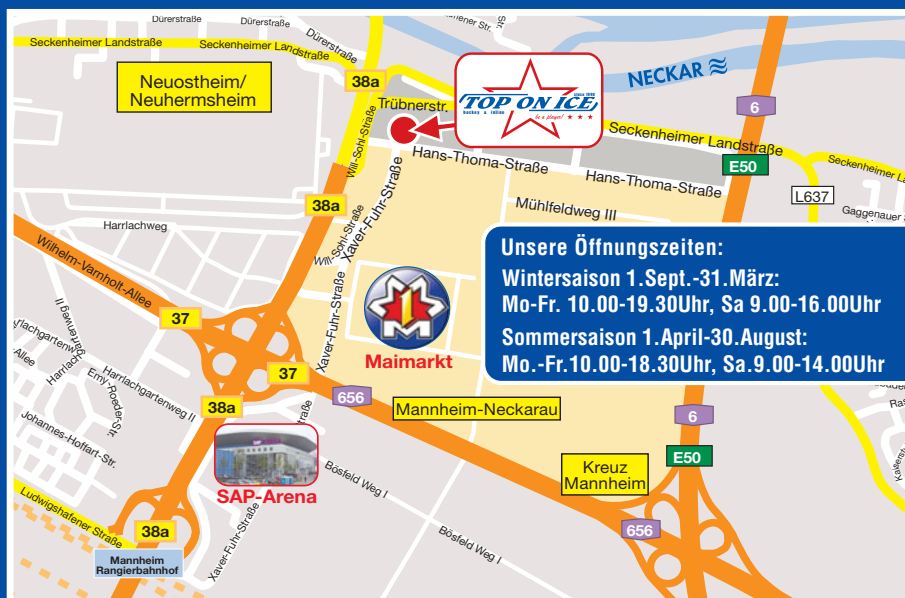 Dürerstraße
Dürerstraße
Dürerstraße
Seckenheimer Landstraße
Seckenheimer Landstraße
38a
Neuostheim/
Neuhermsheim
NECKAR
6
TOP ON ICE
since 1990
hockey & inline
be a player!
Trübnerstr.
Seckenheimer Landstraße
Will-Sohl-Straße
Hans-Thoma-Straße
Hans-Thoma-Straße
E50
Seckenheimer La
L637
Gaggenauer S
Mühlfeldweg III
Xaver-Fuhr-Straße
Will-Sohl-Straße
38a
Harrlachweg
Wilhelm-Varnholt-Allee
Unsere Öffnungszeiten:
Wintersaison 1.Sept.-31.März:
Mo-Fr. 10.00-19.30Uhr, Sa 9.00-16.00Uhr
Sommersaison 1.April-30.August:
Mo.-Fr.10.00-18.30Uhr, Sa.9.00-14.00Uhr
37
Xaver-Fuhr-Straße
Maimarkt
37
656
Mannheim-Neckarau
Harrlachgartenweg II
-Allee
Harrlach
Emy-Roeder-Str.
38a
6
E50
Johannes-Hoffart-Str.
SAP-Arena
Bösfeld Weg I
Bösfeld Weg I
Kreuz
Mannheim
656
Ludwigshafener Straße
38a
Mannheim
Rangierbahnhof
Xaver-Fuhr-Straße